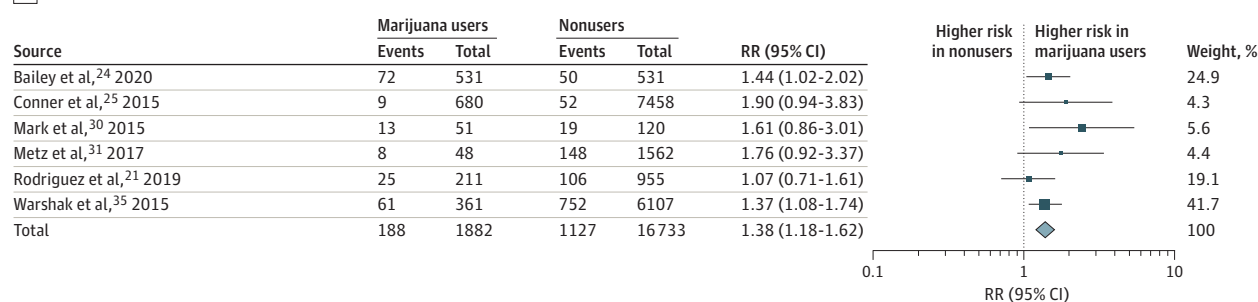 Marijuana users Nonusers Higher risk in nonusers Higher risk in marijuana users
Source Events Total Events Total RR (95% CI) Weight, %
Bailey et al,24 2020 72 531 50 531 1.44 (1.02-2.02) 24.9
Conner et al,25 2015 9 680 52 7458 1.90 (0.94-3.83) 4.3
Mark et al,30 2015 13 51 19 120 1.61 (0.86-3.01) 5.6
Metz et al,31 2017 8 48 148 1562 1.76 (0.92-3.37) 4.4
Rodriguez et al,21 2019 25 211 106 955 1.07 (0.71-1.61) 19.1
Warshak et al,35 2015 61 361 752 6107 1.37 (1.08-1.74) 41.7
Total 188 1882 1127 16733 1.38 (1.18-1.62) 100
0.1 1 10
RR (95% CI)